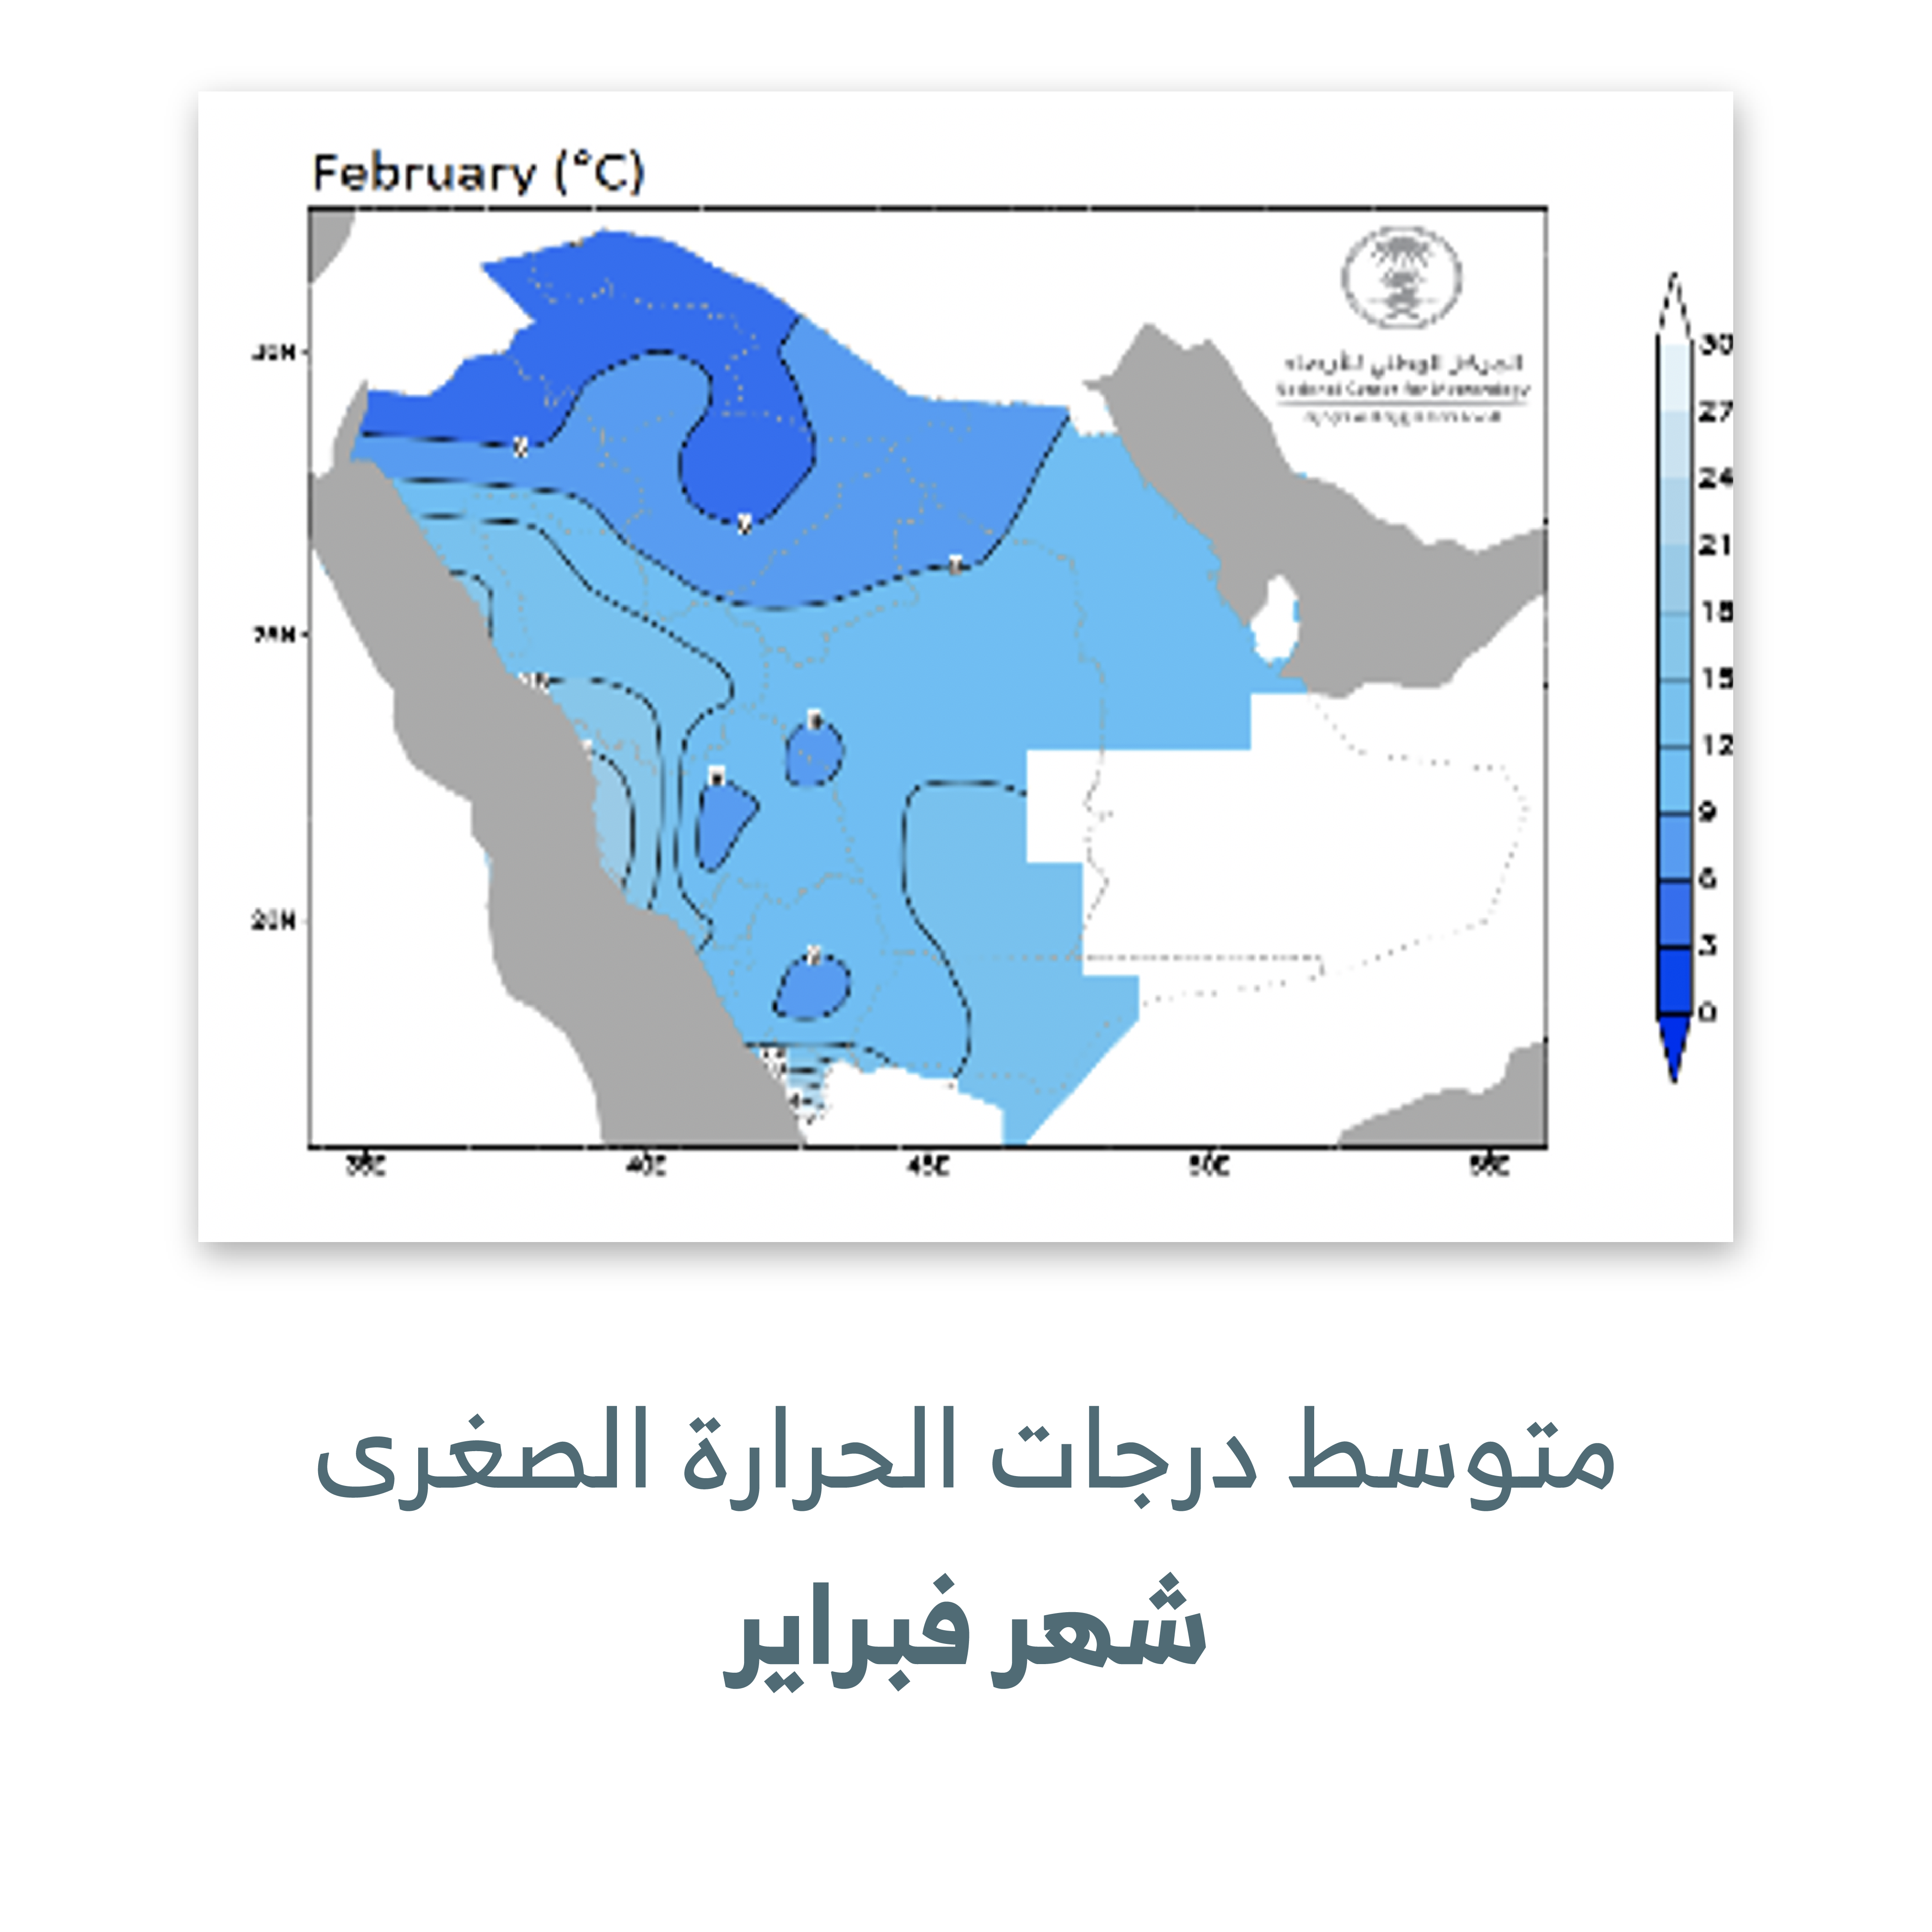 February (°C)
30N
25N
20N
35E 40E 45E 50E 55E
المركز الوطني للأرصاد
National Center for Meteorology
30
27
24
21
18
15
12
9
6
3
0
متوسط درجات الحرارة الصغرى
شهر فبراير